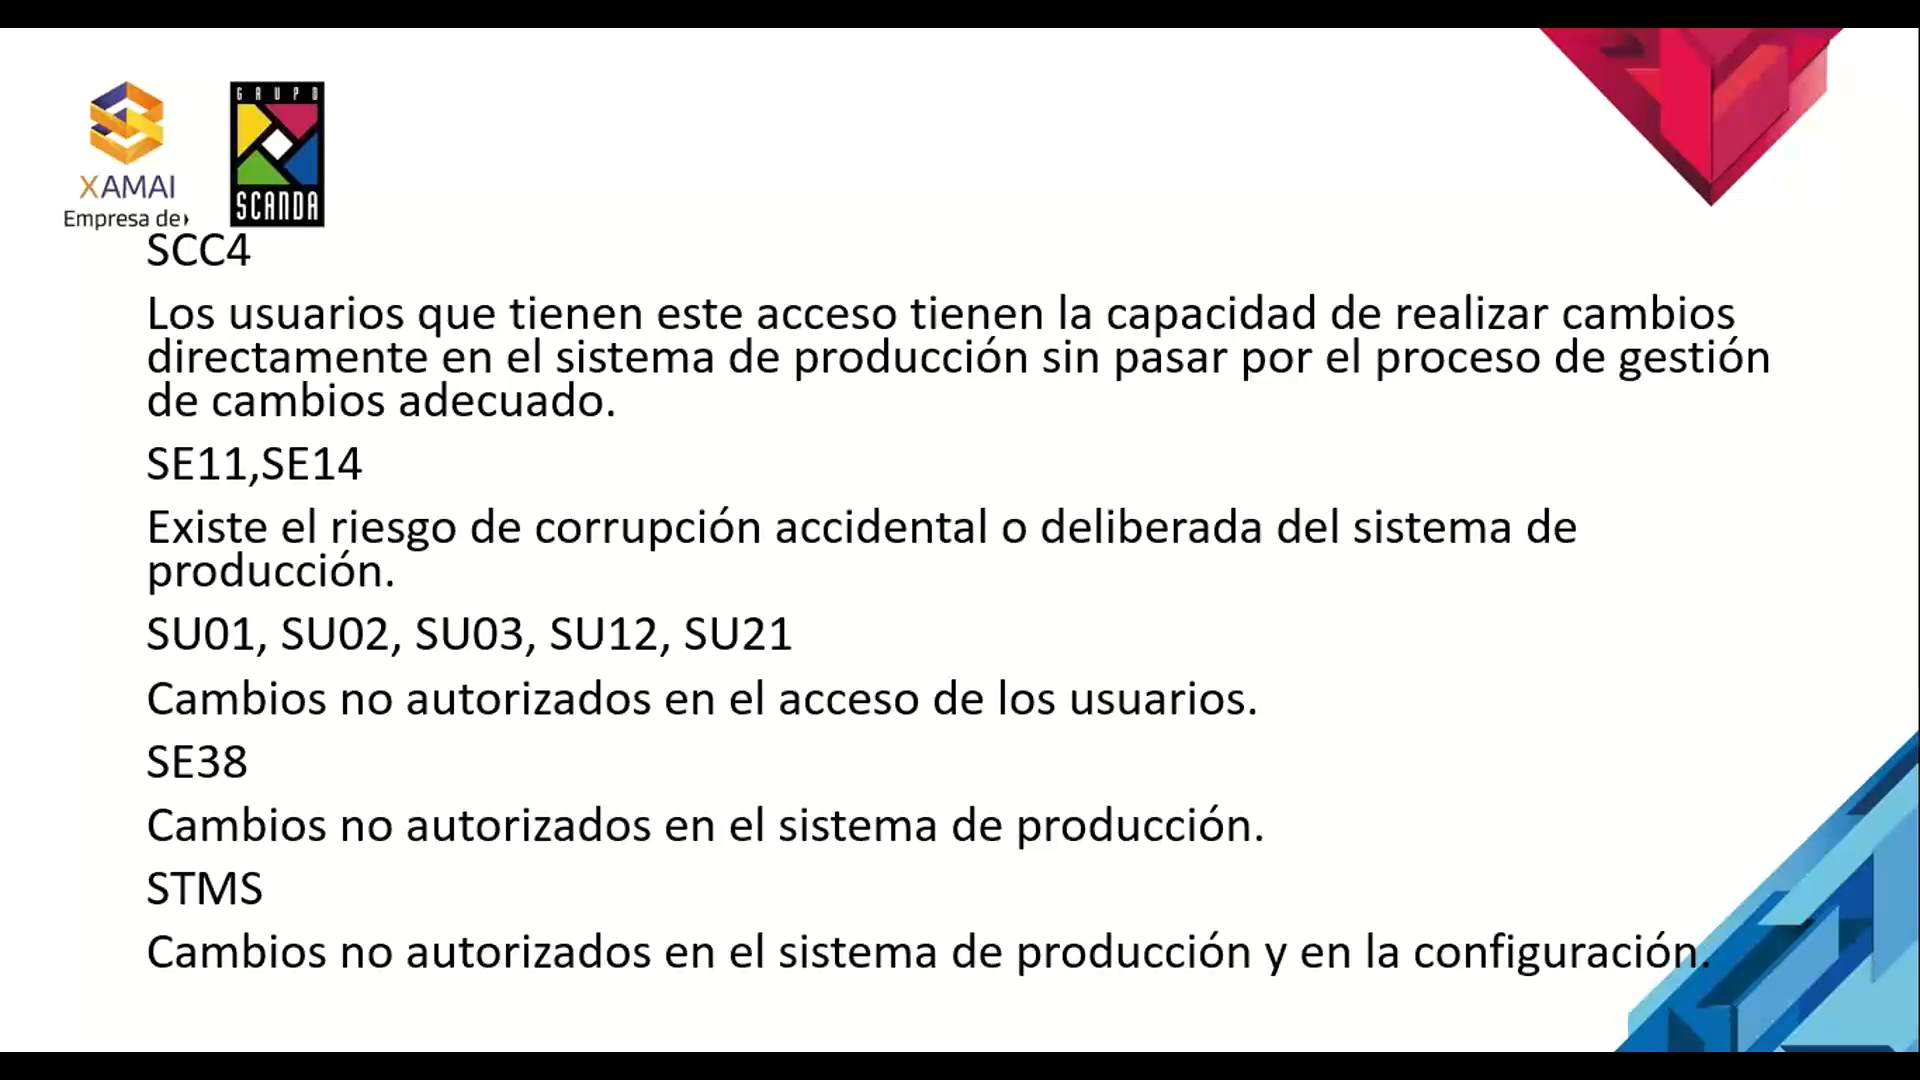 XAMAI
Empresa de
GRUPO
SCANDA
SCC4
Los usuarios que tienen este acceso tienen la capacidad de realizar cambios
directamente en el sistema de producción sin pasar por el proceso de gestión
de cambios adecuado.
SE11,SE14
Existe el riesgo de corrupción accidental o deliberada del sistema de
producción.
SU01, SU02, SU03, SU12, SU21
Cambios no autorizados en el acceso de los usuarios.
SE38
Cambios no autorizados en el sistema de producción.
STMS
Cambios no autorizados en el sistema de producción y en la configuración.